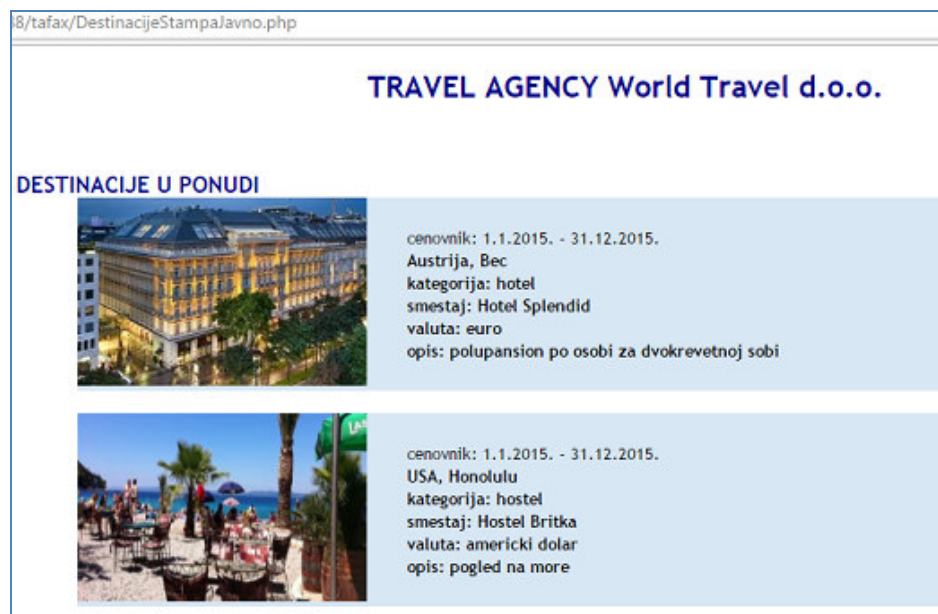 8/tafax/DestinacijeStampaJavno.php
TRAVEL AGENCY World Travel d.o.o.
DESTINACIJE U PONUDI
cenovnik: 1.1.2015. - 31.12.2015.
Austrija, Bec
kategorija: hotel
smestaj: Hotel Splendid
valuta: euro
opis: polupansion po osobi za dvokrevetnoj sobi
cenovnik: 1.1.2015. - 31.12.2015.
USA, Honolulu
kategorija: hostel
smestaj: Hostel Britka
valuta: americki dolar
opis: pogled na more